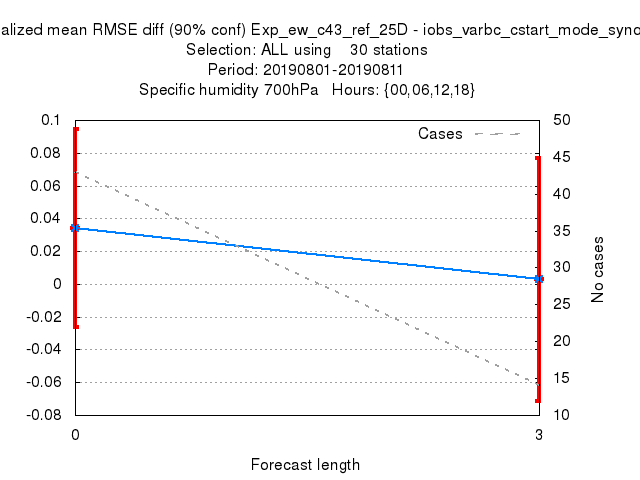 alized mean RMSE diff (90% conf) Exp_ew_c43_ref_25D - iobs_varbc_cstart_mode_syno
Selection: ALL using 30 stations
Period: 20190801-20190811
Specific humidity 700hPa Hours: {00,06,12,18}
Cases
0.1
0.08
0.06
0.04
0.02
0
-0.02
-0.04
-0.06
-0.08
50
45
40
35
30
25
20
15
10
No cases
0 3
Forecast length